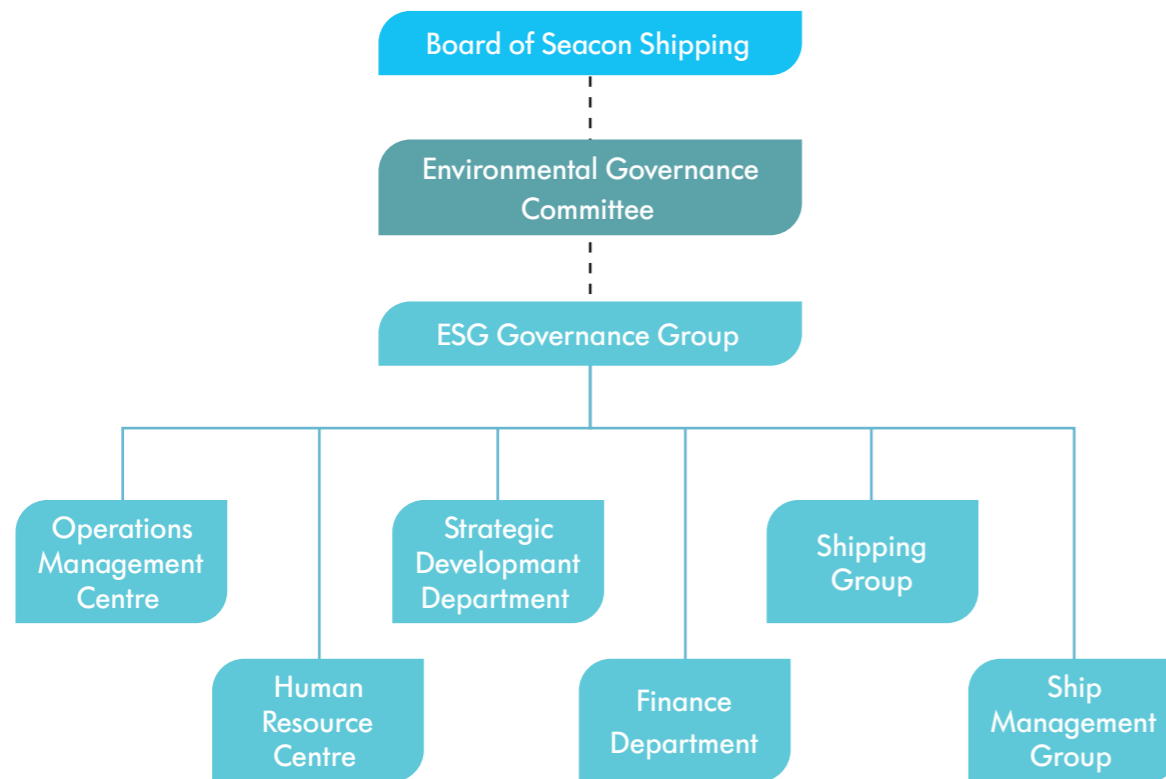 Board of Seacon Shipping
Environmental Governance
Committee
ESG Governance Group
Operations
Management
Centre
Strategic
Developmant
Department
Shipping
Group
Human
Resource
Centre
Finance
Department
Ship
Management
Group